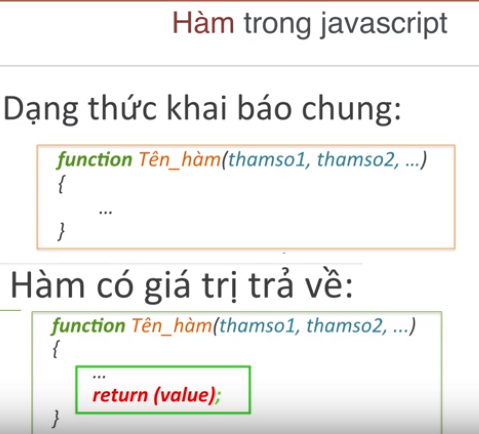 Hàm trong javascript
Dạng thức khai báo chung:
function Tên_hàm(thamso1, thamso2, ...)
{
...
}
Hàm có giá trị trả về:
function Tên_hàm(thamso1, thamso2, ...)
{
...
return (value);
}